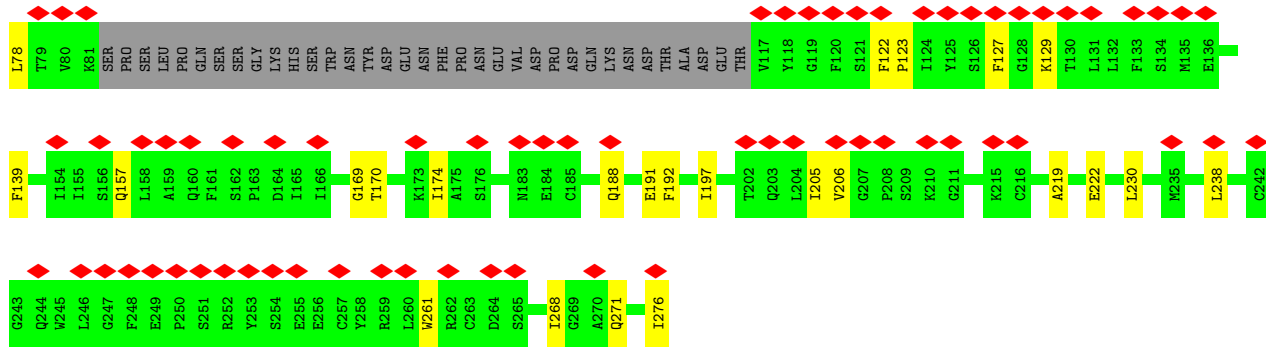 L78 T79 V80 K81 SER PRO SER LEU PRO GLN SER SER GLY LYS HIS SER TRP ASN TYR ASP GLU ASN PHE PRO ASN GLU VAL ASP PRO ASP GLN LYS ASN ASP THR ALA ASP GLU THR V117 Y118 G119 F120 S121 F122 P123 I124 Y125 S126 F127 G128 K129 T130 L131 L132 F133 S134 M135 E136
F139 I154 I155 S156 Q157 L158 A159 Q160 F161 S162 P163 D164 I165 I166 G169 T170 K173 I174 A175 S176 N183 E184 C185 Q188 E191 F192 I197 T202 Q203 L204 I205 V206 G207 P208 S209 K210 G211 K215 C216 A219 E222 L230 M235 L238 C242
G243 Q244 W245 L246 G247 F248 E249 P250 S251 R252 Y253 S254 E255 E256 C257 Y258 R259 L260 W261 R262 C263 D264 S265 I268 G269 A270 Q271 I276